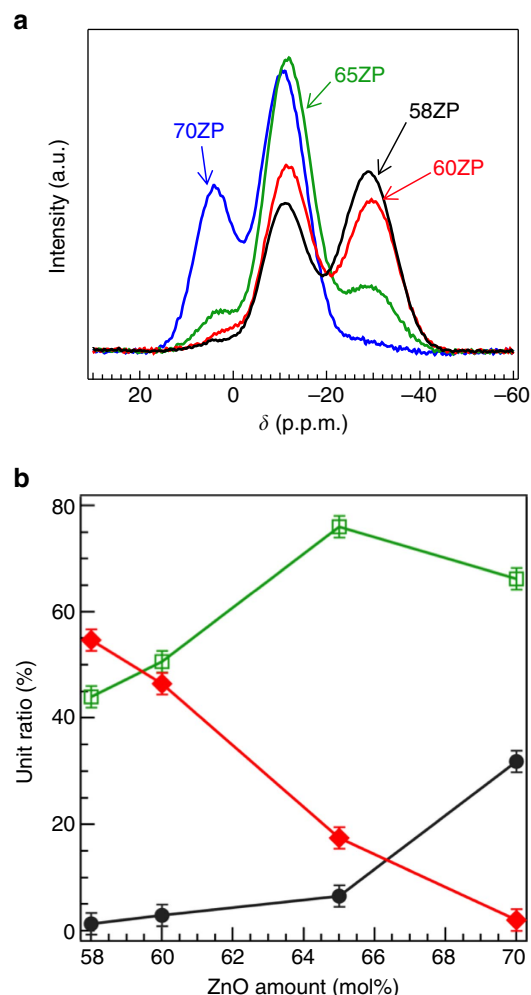 a
Intensity (a.u.)
70ZP
65ZP
58ZP
60ZP
20 0 −20 −40 −60
δ (p.p.m.)
b
Unit ratio (%)
80
60
40
20
0
58 60 62 64 66 68 70
ZnO amount (mol%)